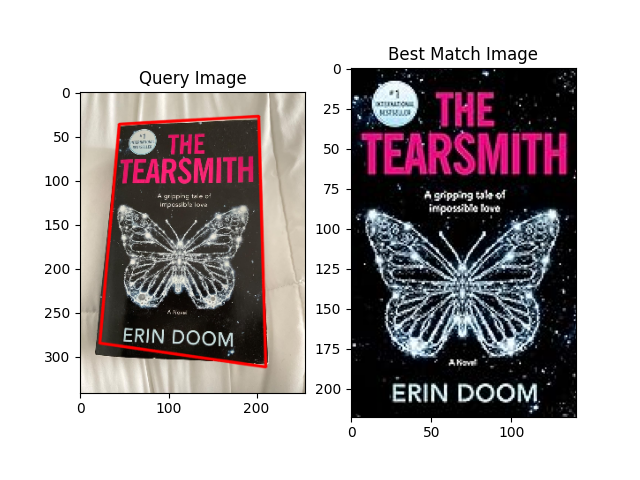 Query Image
0
50
100
150
200
250
300
0
100
200
THE
TEARSMITH
A gripping tale of
impossible love
A Novel
ERIN DOOM
Best Match Image
0
25
50
75
100
125
150
175
200
0
50
100
#1
INTERNATIONAL
BESTSELLER
THE
TEARSMITH
A gripping tale of
impossible love
A Novel
ERIN DOOM